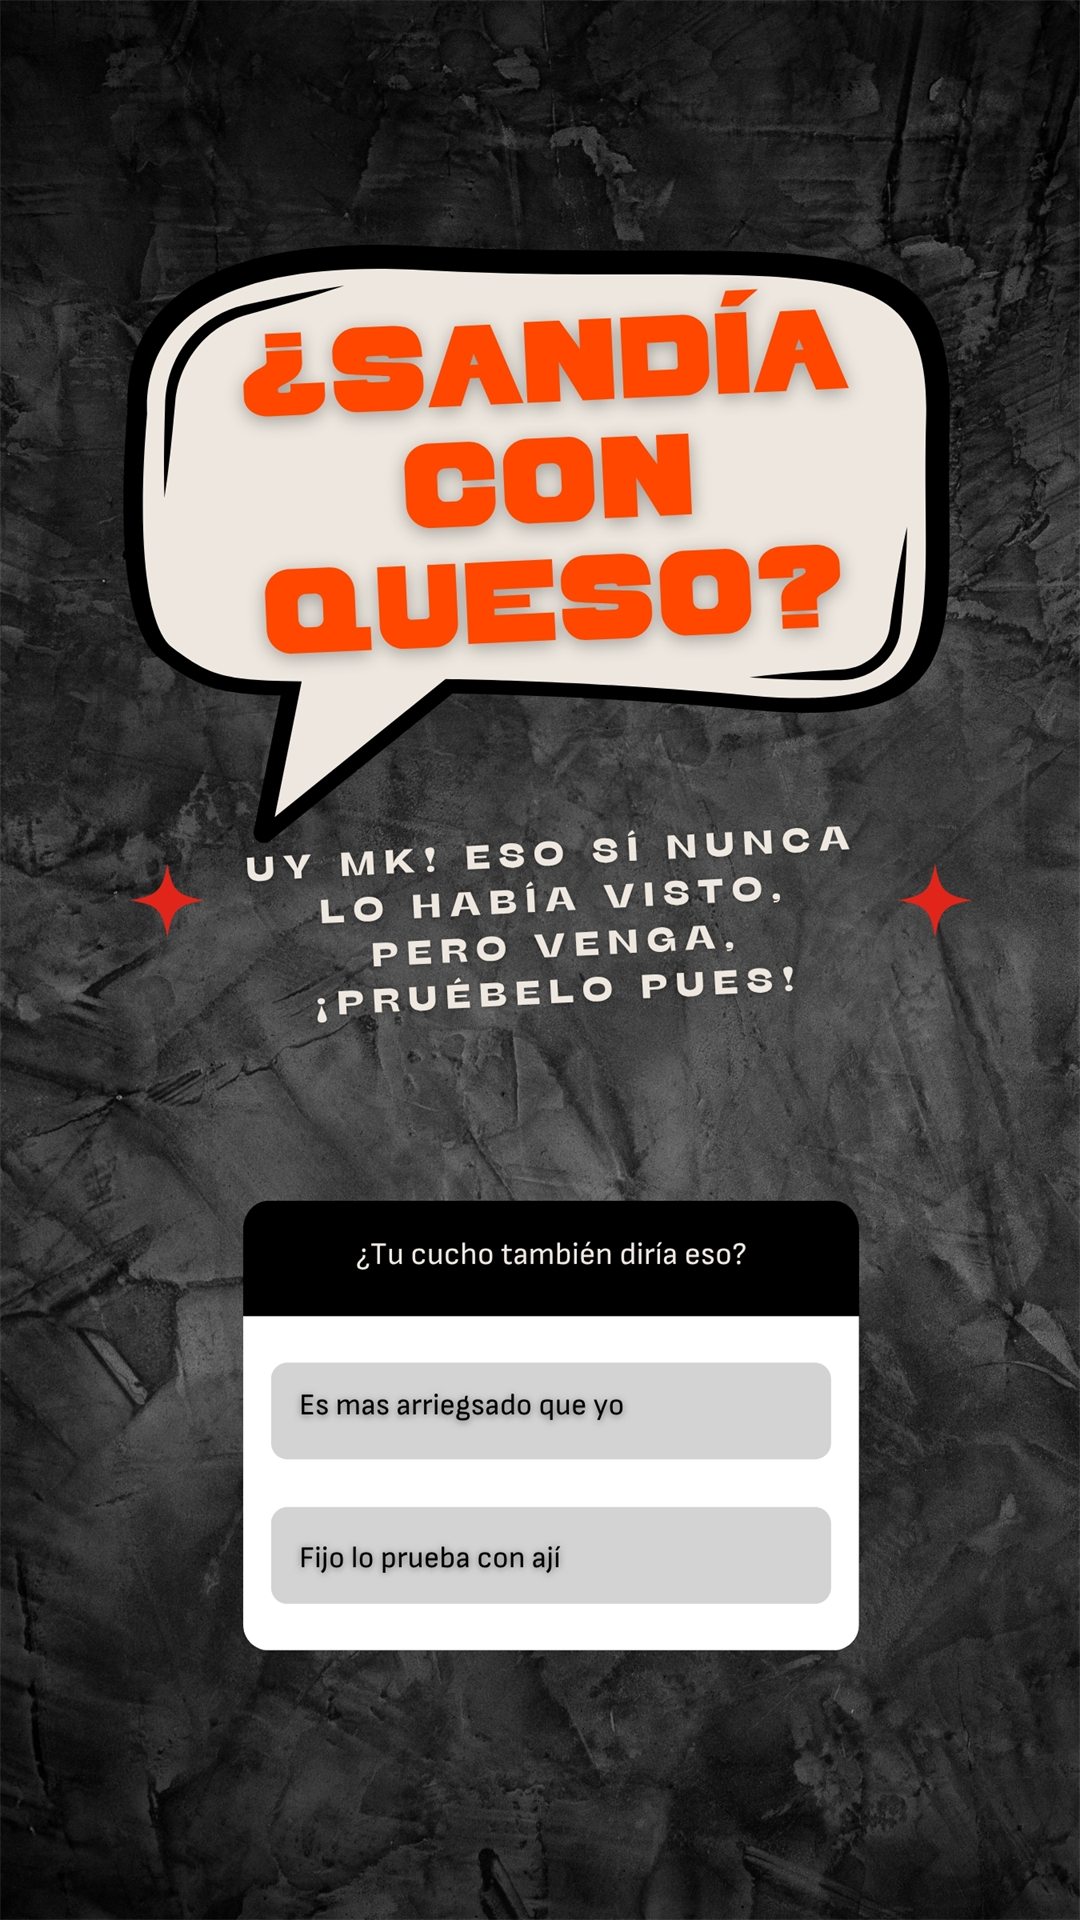 ¿SANDÍA
CON
QUESO?
UY MK! ESO SÍ NUNCA
LO HABÍA VISTO,
PERO VENGA,
¡PRUÉBELO PUES!
¿Tu cucho también diría eso?
Es mas arriegsado que yo
Fijo lo prueba con ají